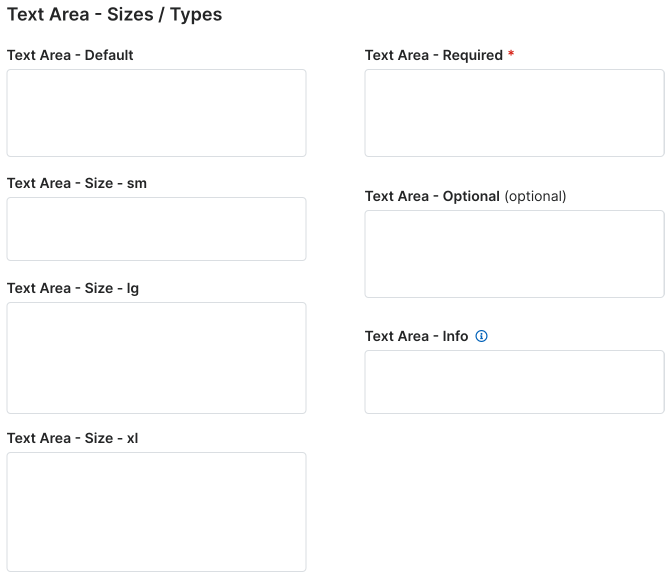 Text Area - Sizes / Types
Text Area - Default
Text Area - Size - sm
Text Area - Size - lg
Text Area - Size - xl
Text Area - Required *
Text Area - Optional (optional)
Text Area - Info